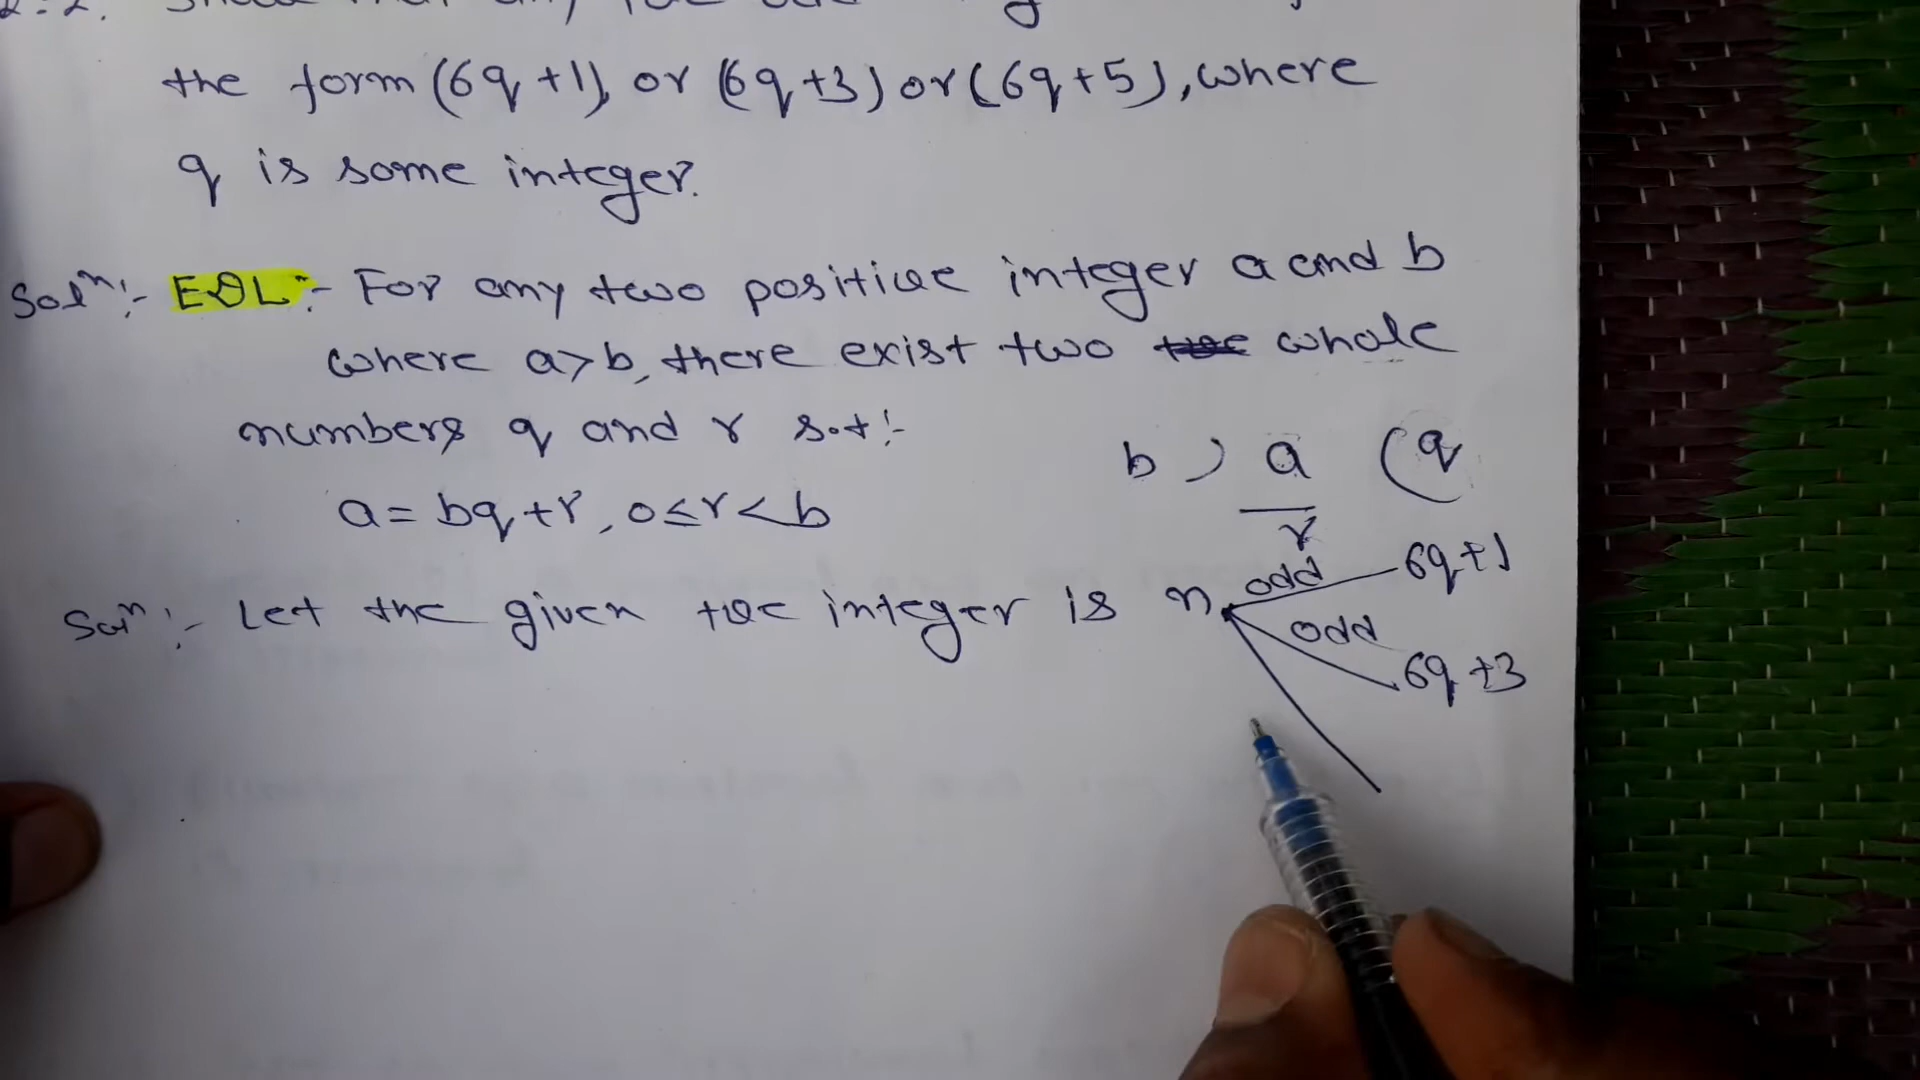 the form (6q+1), or (6q+3) or (6q+5), where
q is some integer.
Solⁿ:- EDL:- For any two positive integer a and b
where a>b, there exist two whole
numbers q and r s.t:-
a = bq+r, 0≤r<b
b ) a ( q
r
Solⁿ:- Let the given +ve integer is n
odd 6q+1
odd 6q+3